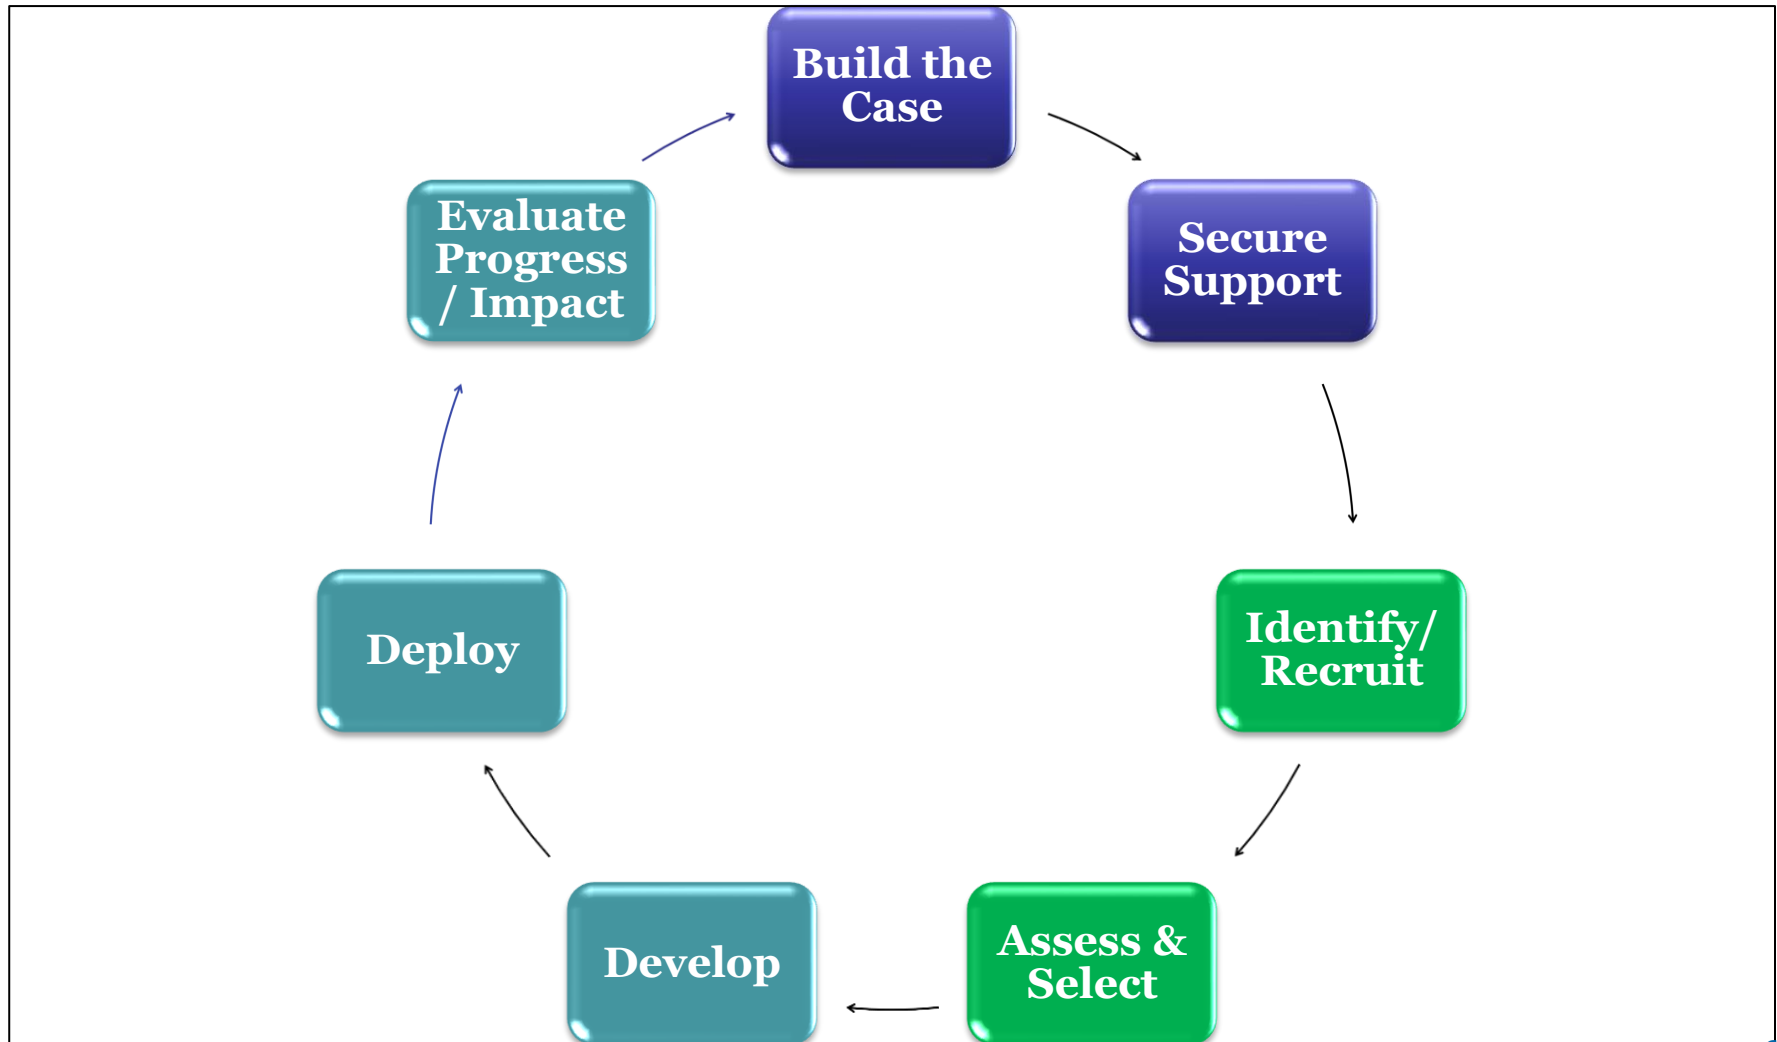 Build the
Case
Secure
Support
Identify/
Recruit
Assess &
Select
Develop
Deploy
Evaluate
Progress
/ Impact